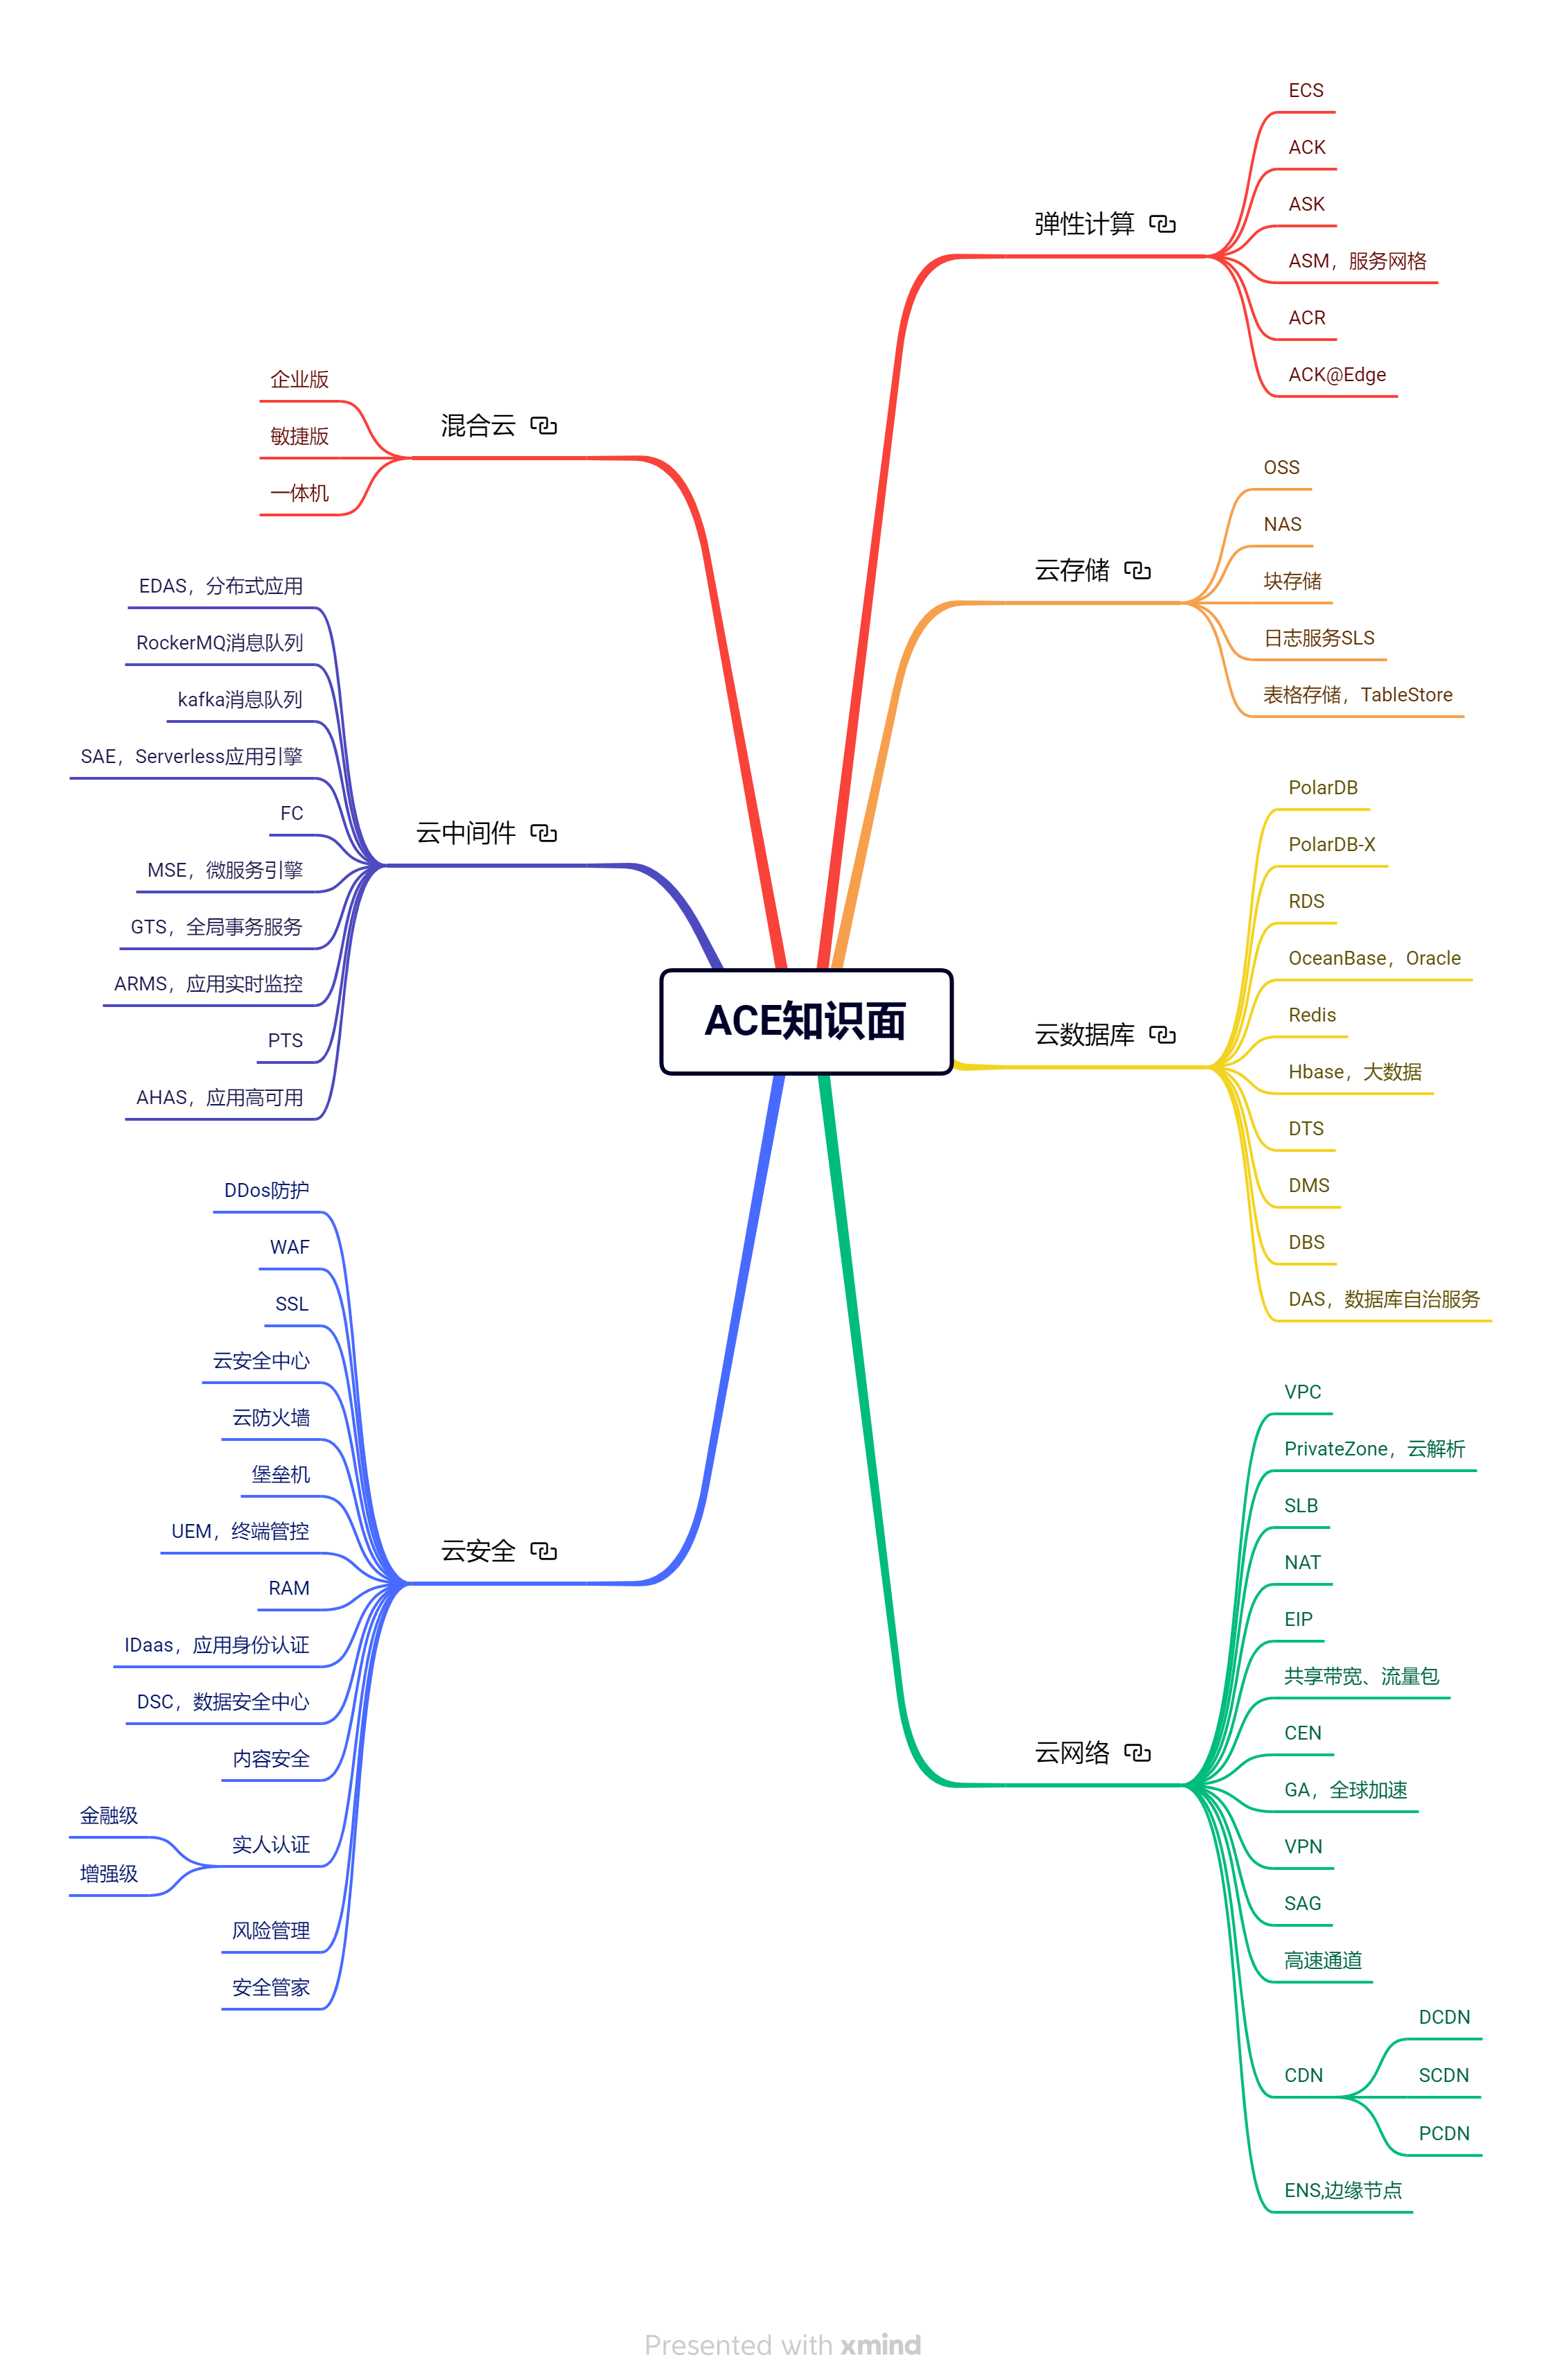 ACE知识面
弹性计算
ECS
ACK
ASK
ASM，服务网格
ACR
ACK@Edge
云存储
OSS
NAS
块存储
日志服务SLS
表格存储，TableStore
云数据库
PolarDB
PolarDB-X
RDS
OceanBase，Oracle
Redis
Hbase，大数据
DTS
DMS
DBS
DAS，数据库自治服务
云网络
VPC
PrivateZone，云解析
SLB
NAT
EIP
共享带宽、流量包
CEN
GA，全球加速
VPN
SAG
高速通道
CDN
DCDN
SCDN
PCDN
ENS,边缘节点
混合云
企业版
敏捷版
一体机
云中间件
EDAS，分布式应用
RockerMQ消息队列
kafka消息队列
SAE，Serverless应用引擎
FC
MSE，微服务引擎
GTS，全局事务服务
ARMS，应用实时监控
PTS
AHAS，应用高可用
云安全
DDos防护
WAF
SSL
云安全中心
云防火墙
堡垒机
UEM，终端管控
RAM
IDaas，应用身份认证
DSC，数据安全中心
内容安全
实人认证
金融级
增强级
风险管理
安全管家
Presented with xmind